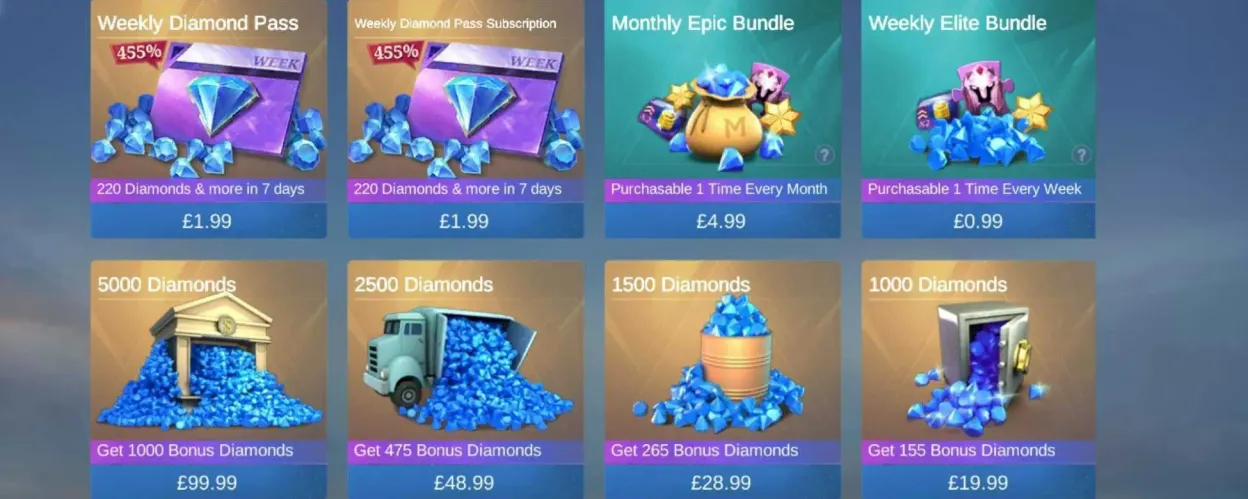 Weekly Diamond Pass
455%
WEEK
220 Diamonds & more in 7 days
£1.99
Weekly Diamond Pass Subscription
455%
WEEK
220 Diamonds & more in 7 days
£1.99
Monthly Epic Bundle
M
?
Purchasable 1 Time Every Month
£4.99
Weekly Elite Bundle
?
Purchasable 1 Time Every Week
£0.99
5000 Diamonds
Get 1000 Bonus Diamonds
£99.99
2500 Diamonds
Get 475 Bonus Diamonds
£48.99
1500 Diamonds
Get 265 Bonus Diamonds
£28.99
1000 Diamonds
Get 155 Bonus Diamonds
£19.99